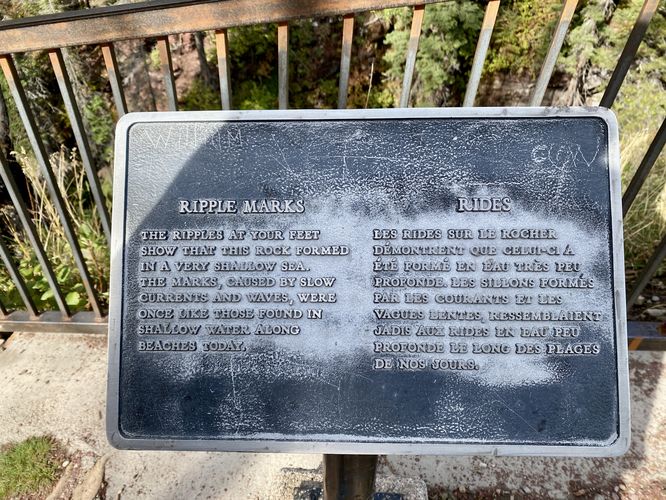 WILLIAM
RIPPLE MARKS
THE RIPPLES AT YOUR FEET
SHOW THAT THIS ROCK FORMED
IN A VERY SHALLOW SEA.
THE MARKS, CAUSED BY SLOW
CURRENTS AND WAVES, WERE
ONCE LIKE THOSE FOUND IN
SHALLOW WATER ALONG
BEACHES TODAY.
RIDES
LES RIDES SUR LE ROCHER
DÉMONTRENT QUE CELUI-CI A
ÉTÉ FORMÉ EN EAU TRÈS PEU
PROFONDE. LES SILLONS FORMÉS
PAR LES COURANTS ET LES
VAGUES LENTES, RESSEMBLAIENT
JADIS AUX RIDES EN EAU PEU
PROFONDE LE LONG DES PLAGES
DE NOS JOURS.